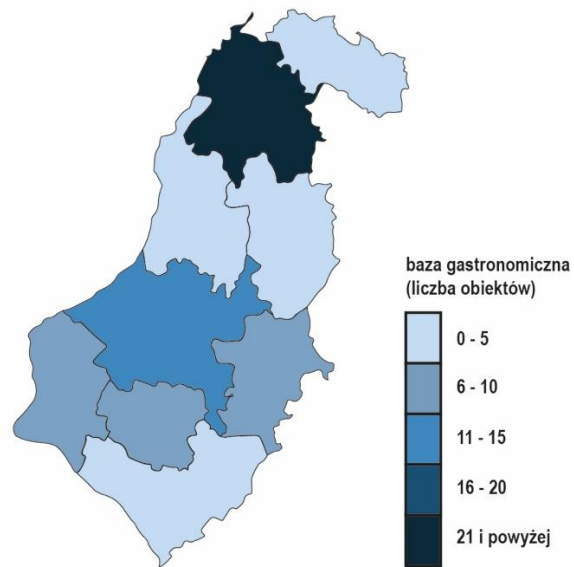 baza gastronomiczna
(liczba obiektów)
0 - 5
6 - 10
11 - 15
16 - 20
21 i powyżej